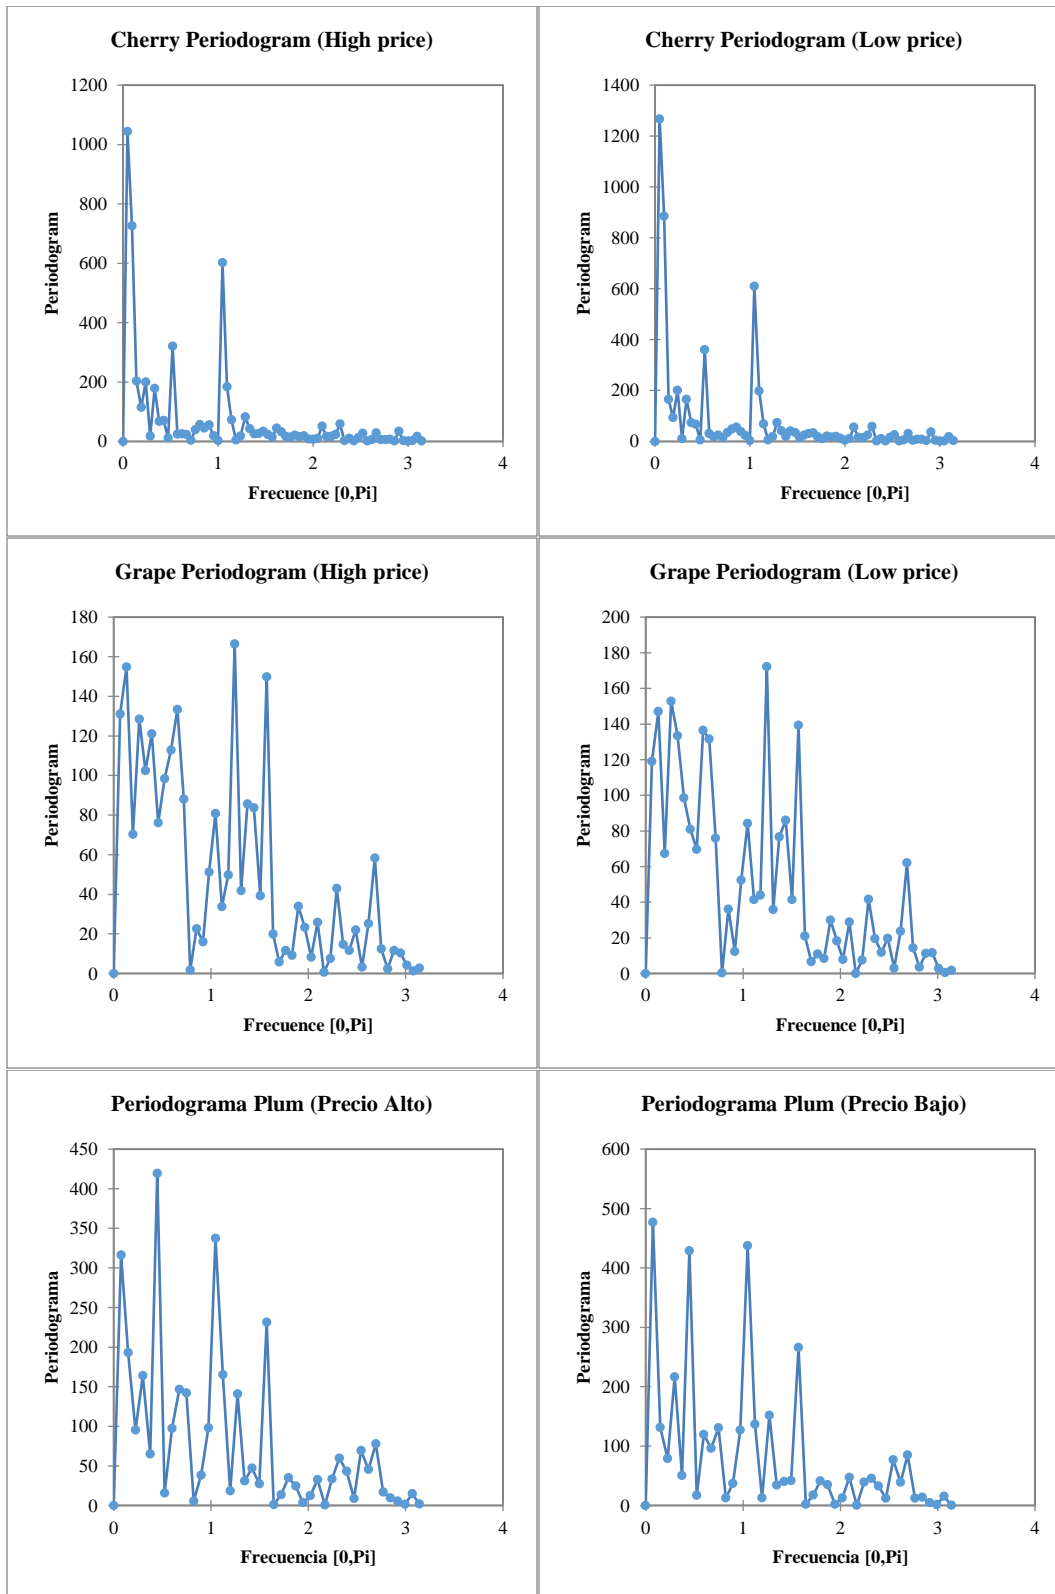 Cherry Periodogram (High price)
1200
1000
800
600
400
200
0
0 1 2 3 4
Periodogram
Frecuence [0,Pi]
Cherry Periodogram (Low price)
1400
1200
1000
800
600
400
200
0
0 1 2 3 4
Periodogram
Frecuence [0,Pi]
Grape Periodogram (High price)
180
160
140
120
100
80
60
40
20
0
0 1 2 3 4
Periodogram
Frecuence [0,Pi]
Grape Periodogram (Low price)
200
180
160
140
120
100
80
60
40
20
0
0 1 2 3 4
Periodogram
Frecuence [0,Pi]
Periodograma Plum (Precio Alto)
450
400
350
300
250
200
150
100
50
0
0 1 2 3 4
Periodograma
Frecuencia [0,Pi]
Periodograma Plum (Precio Bajo)
600
500
400
300
200
100
0
0 1 2 3 4
Periodograma
Frecuencia [0,Pi]